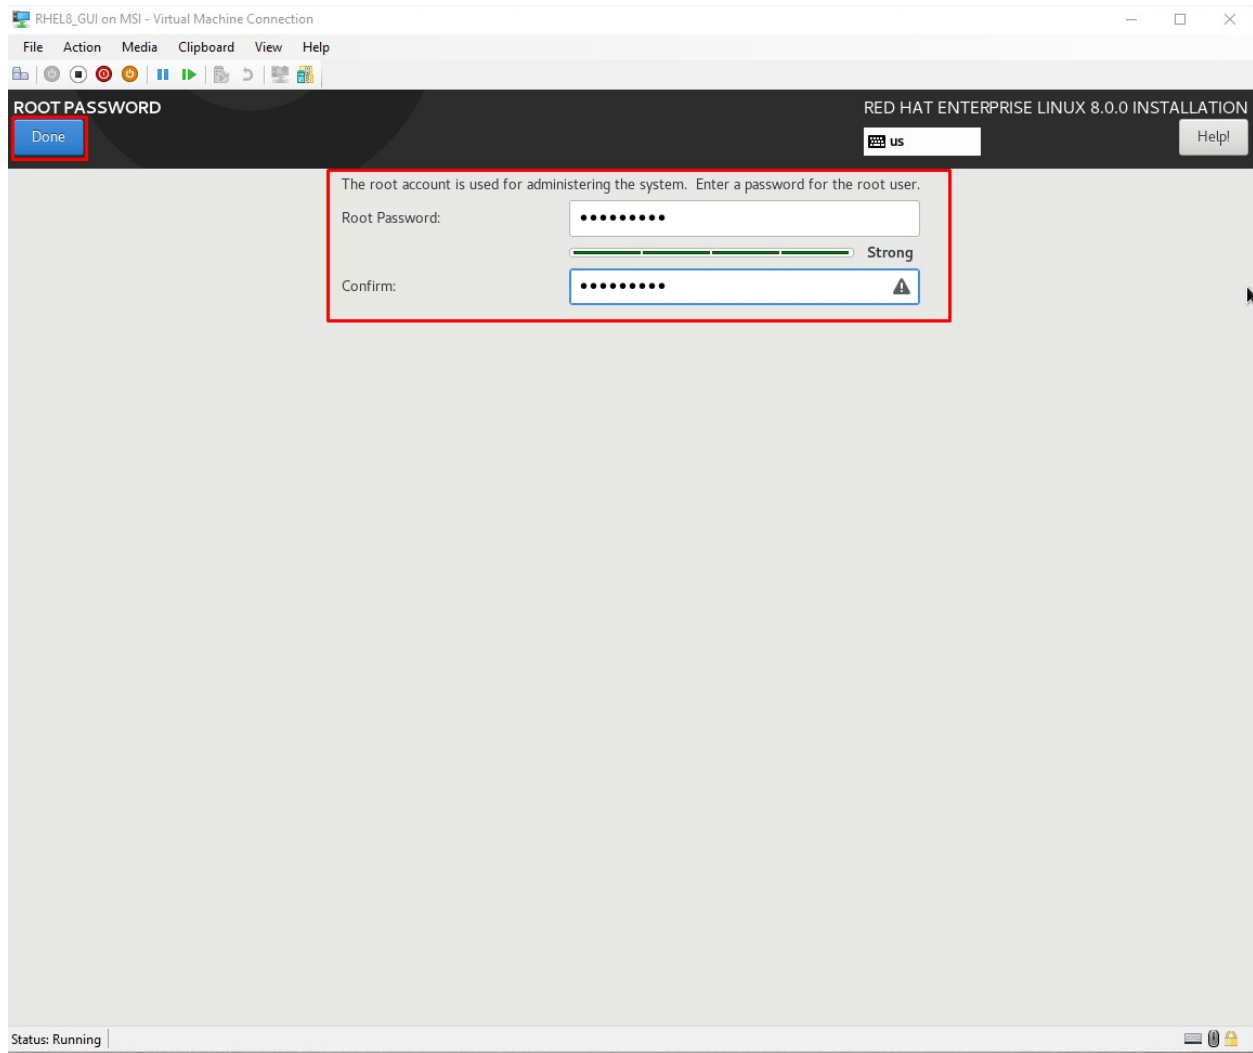 RHEL8_GUI on MSI - Virtual Machine Connection
File Action Media Clipboard View Help
ROOT PASSWORD
RED HAT ENTERPRISE LINUX 8.0.0 INSTALLATION
Done
us
Help!
The root account is used for administering the system. Enter a password for the root user.
Root Password:
•••••••••
Strong
Confirm:
•••••••••
Status: Running